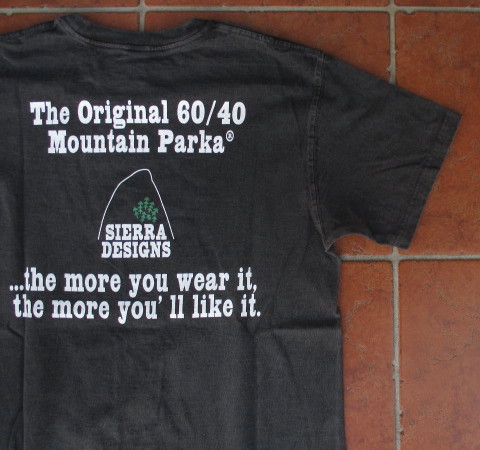 The Original 60/40
Mountain Parka®
SIERRA
DESIGNS
...the more you wear it,
the more you' ll like it.